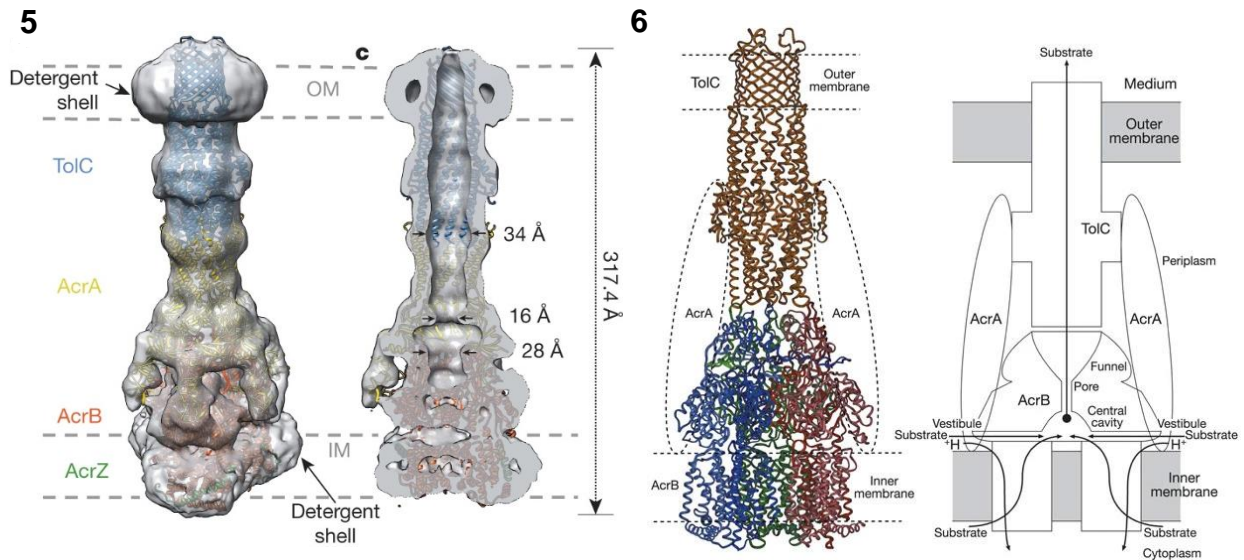 5
c
Detergent
shell
OM
TolC
34 Å
317.4 Å
AcrA
16 Å
28 Å
AcrB
IM
AcrZ
Detergent
shell
6
TolC
Outer
membrane
AcrA
AcrB
Inner
membrane
Substrate
Medium
Outer
membrane
TolC
Periplasm
AcrA
AcrA
Funnel
Pore
AcrB
Central
cavity
Vestibule
Vestibule
Substrate
Substrate
+H
H+
Inner
membrane
Substrate
Substrate
Cytoplasm